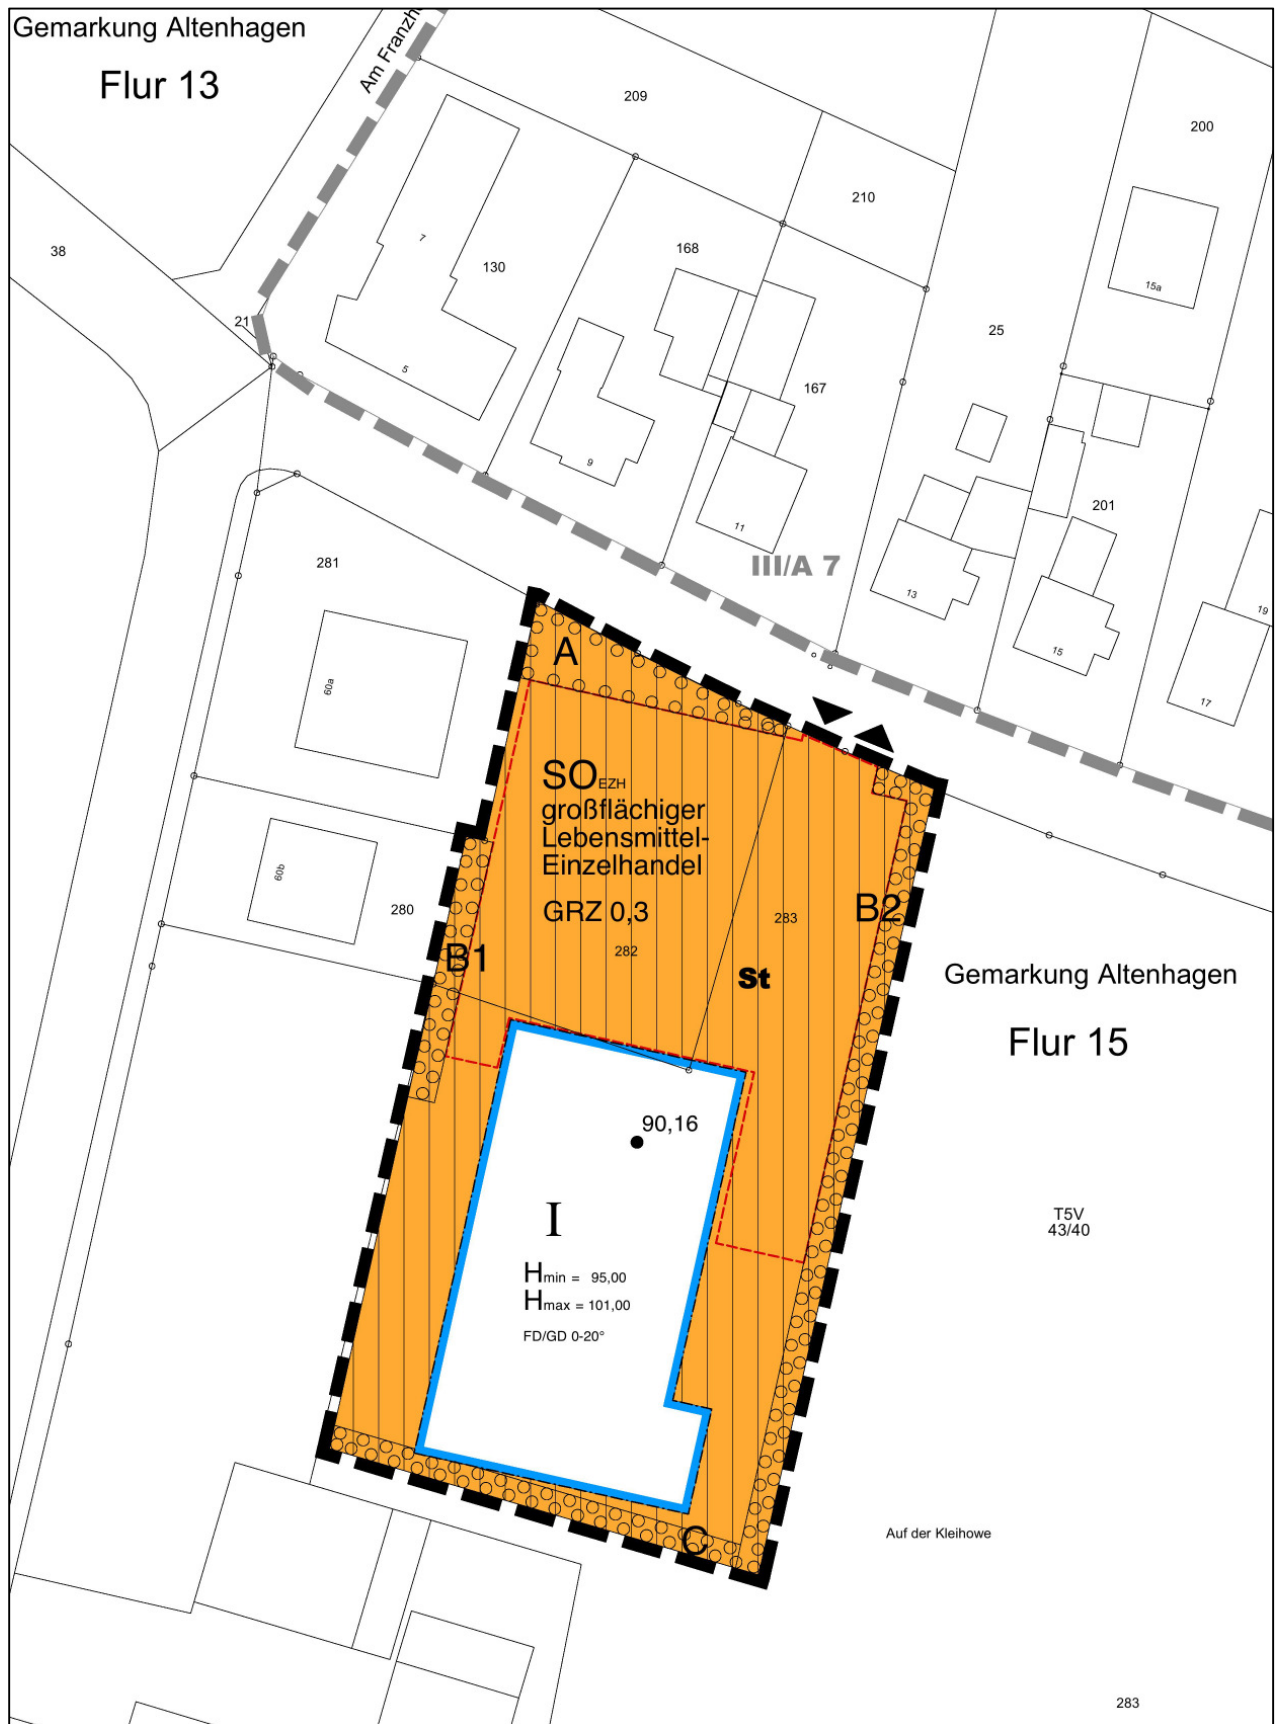 Gemarkung Altenhagen
Flur 13
Am
209
200
210
38
7
168
130
15a
21
25
5
167
9
201
11
III/A 7
281
13
19
15
A
60a
17
SO EZH
großflächiger
Lebensmittel-
Einzelhandel
60b
GRZ 0,3
280
283
B2
B1
282
St
Gemarkung Altenhagen
Flur 15
90,16
I
T5V
43/40
Hmin = 95,00
Hmax = 101,00
FD/GD 0-20°
C
Auf der Kleihowe
283